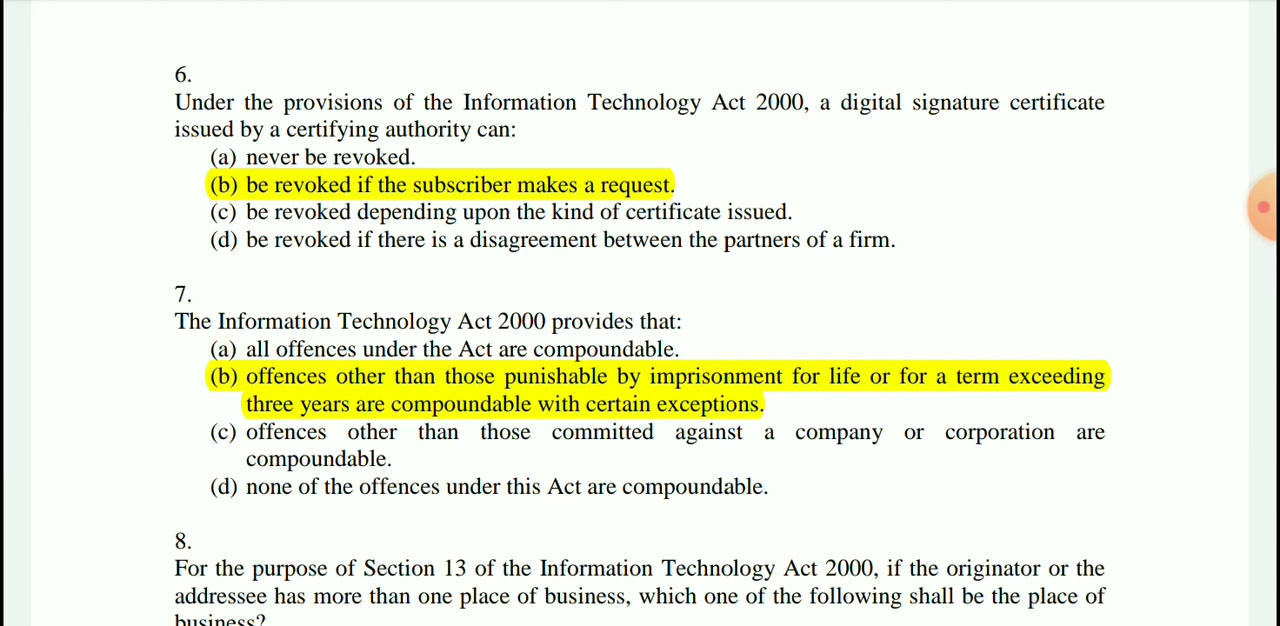 6.
Under the provisions of the Information Technology Act 2000, a digital signature certificate
issued by a certifying authority can:
(a) never be revoked.
(b) be revoked if the subscriber makes a request.
(c) be revoked depending upon the kind of certificate issued.
(d) be revoked if there is a disagreement between the partners of a firm.
7.
The Information Technology Act 2000 provides that:
(a) all offences under the Act are compoundable.
(b) offences other than those punishable by imprisonment for life or for a term exceeding
three years are compoundable with certain exceptions.
(c) offences other than those committed against a company or corporation are
compoundable.
(d) none of the offences under this Act are compoundable.
8.
For the purpose of Section 13 of the Information Technology Act 2000, if the originator or the
addressee has more than one place of business, which one of the following shall be the place of
business?